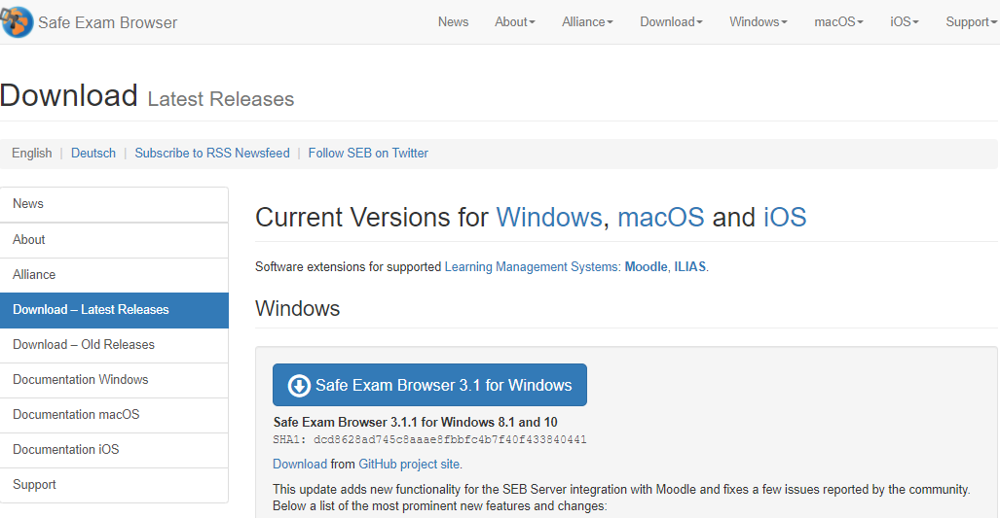 Safe Exam Browser
News About Alliance Download Windows macOS iOS Support
Download Latest Releases
English | Deutsch | Subscribe to RSS Newsfeed | Follow SEB on Twitter
News
About
Alliance
Download – Latest Releases
Download – Old Releases
Documentation Windows
Documentation macOS
Documentation iOS
Support
Current Versions for Windows, macOS and iOS
Software extensions for supported Learning Management Systems: Moodle, ILIAS.
Windows
Safe Exam Browser 3.1 for Windows
Safe Exam Browser 3.1.1 for Windows 8.1 and 10
SHA1: dcd8628ad745c8aaae8fbbfc4b7f40f433840441
Download from GitHub project site.
This update adds new functionality for the SEB Server integration with Moodle and fixes a few issues reported by the community.
Below a list of the most prominent new features and changes: